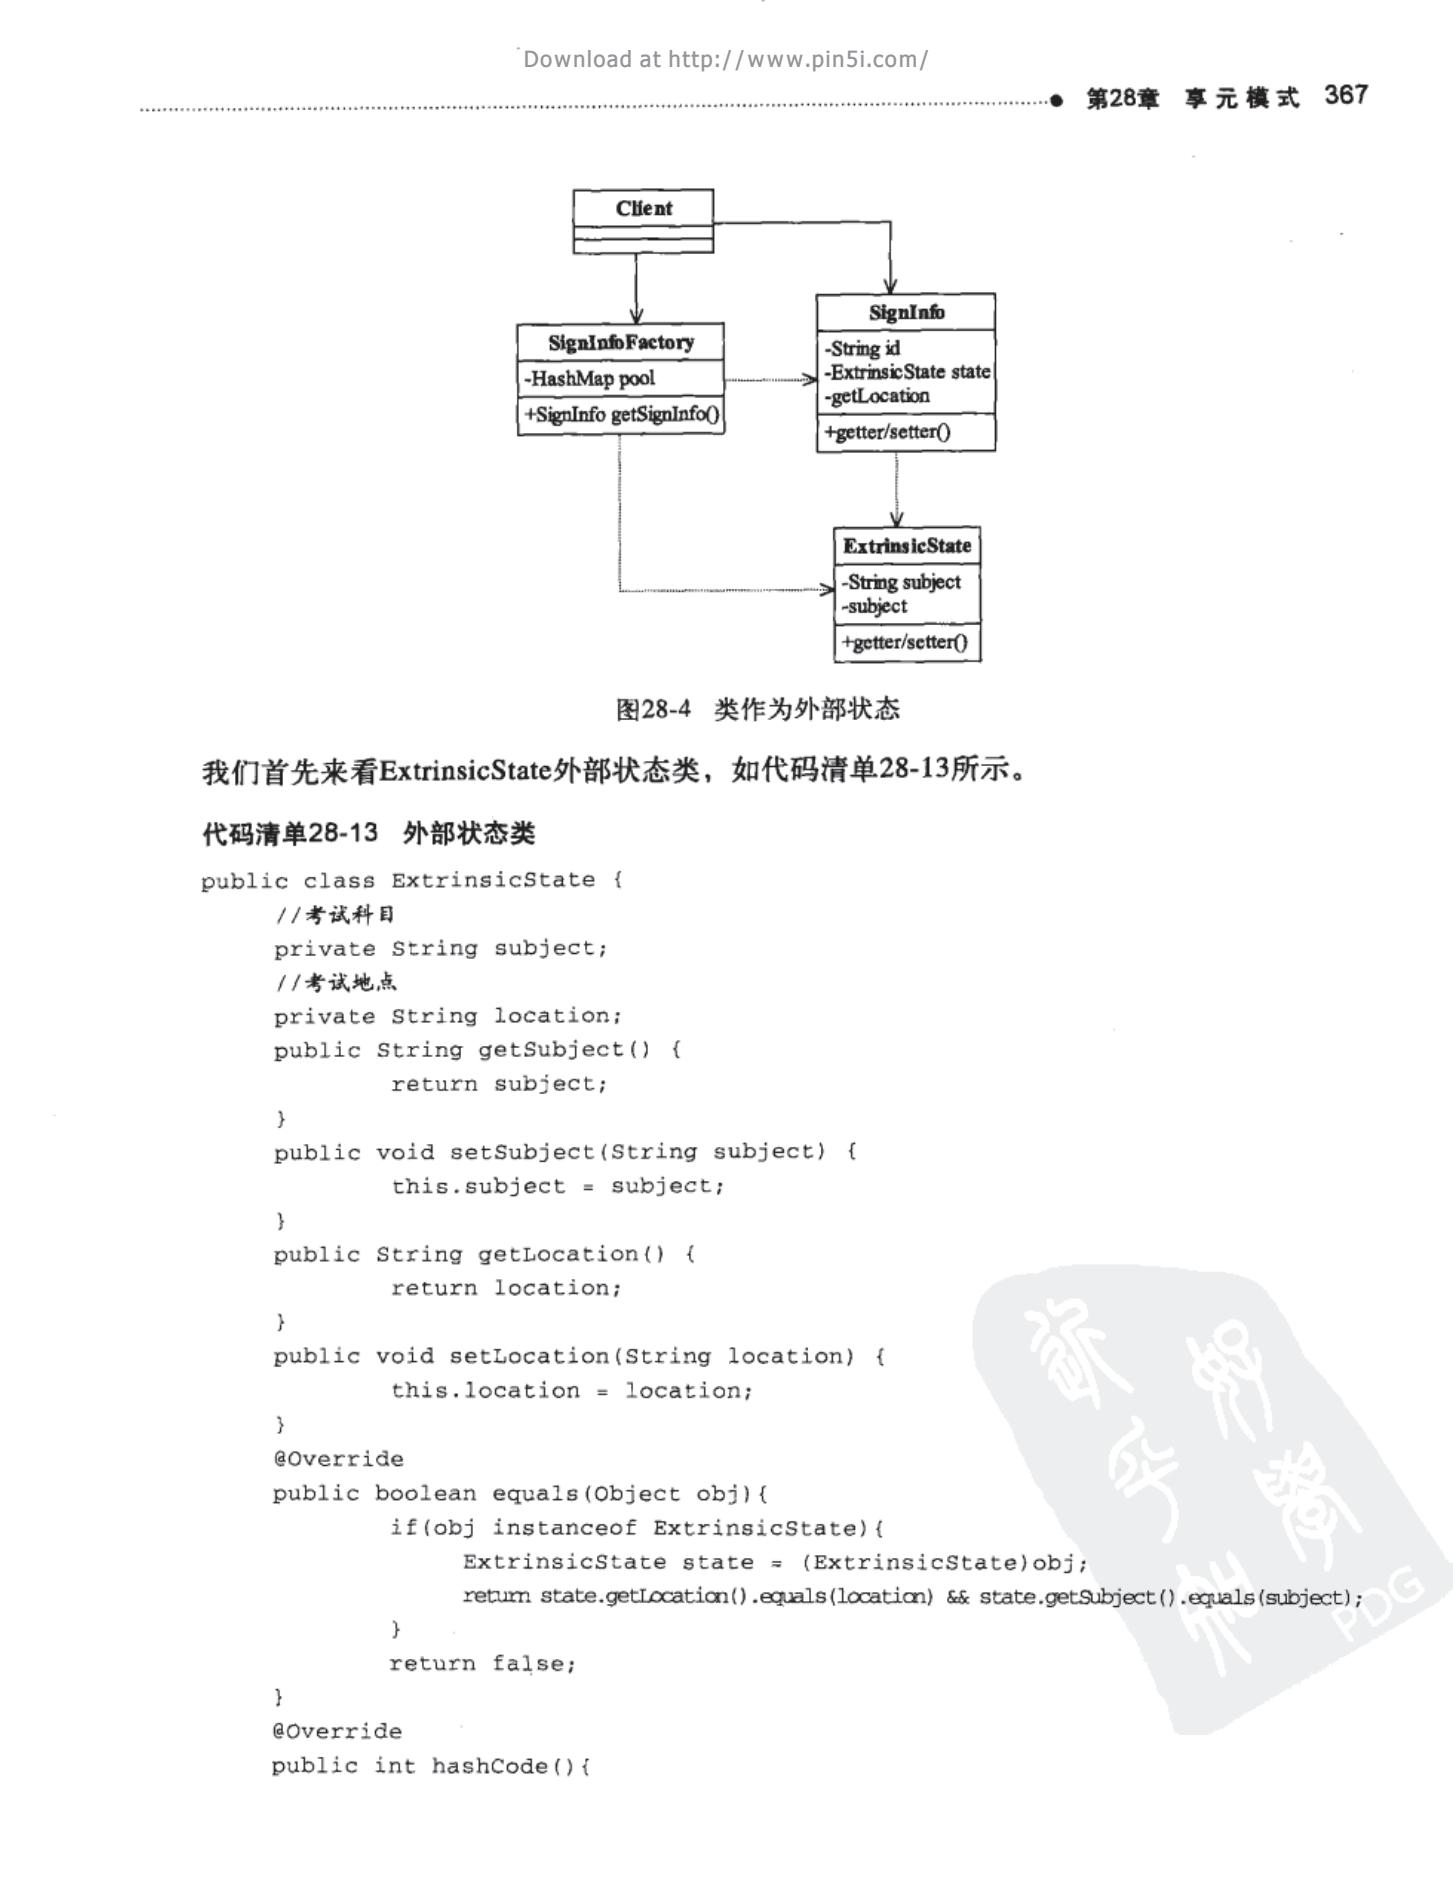 Download at http://www.pin5i.com/
第28章 享元模式 367
Client
SignInfo
-String id
-ExtrinsicState state
-getLocation
+getter/setter()
SignInfoFactory
-HashMap pool
+SignInfo getSignInfo()
ExtrinsicState
-String subject
-subject
+getter/setter()
图28-4 类作为外部状态
我们首先来看ExtrinsicState外部状态类，如代码清单28-13所示。
代码清单28-13 外部状态类
public class ExtrinsicState {
//考试科目
private String subject;
//考试地点
private String location;
public String getSubject() {
return subject;
}
public void setSubject(String subject) {
this.subject = subject;
}
public String getLocation() {
return location;
}
public void setLocation(String location) {
this.location = location;
}
@Override
public boolean equals(Object obj){
if(obj instanceof ExtrinsicState){
ExtrinsicState state = (ExtrinsicState)obj;
return state.getLocation().equals(location) && state.getSubject().equals(subject);
}
return false;
}
@Override
public int hashCode(){
PDG